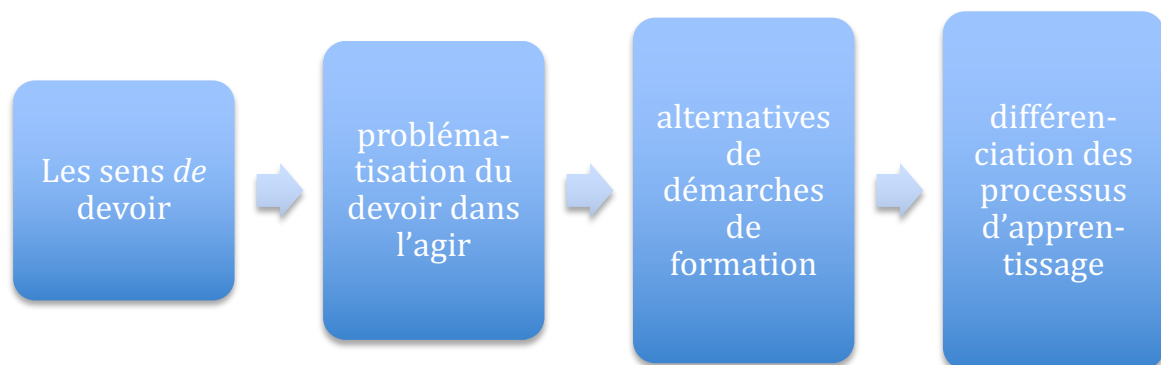 Les sens de
devoir
probléma-
tisation du
devoir dans
l’agir
alternatives
de
démarches
de
formation
différen-
ciation des
processus
d’appren-
tissage